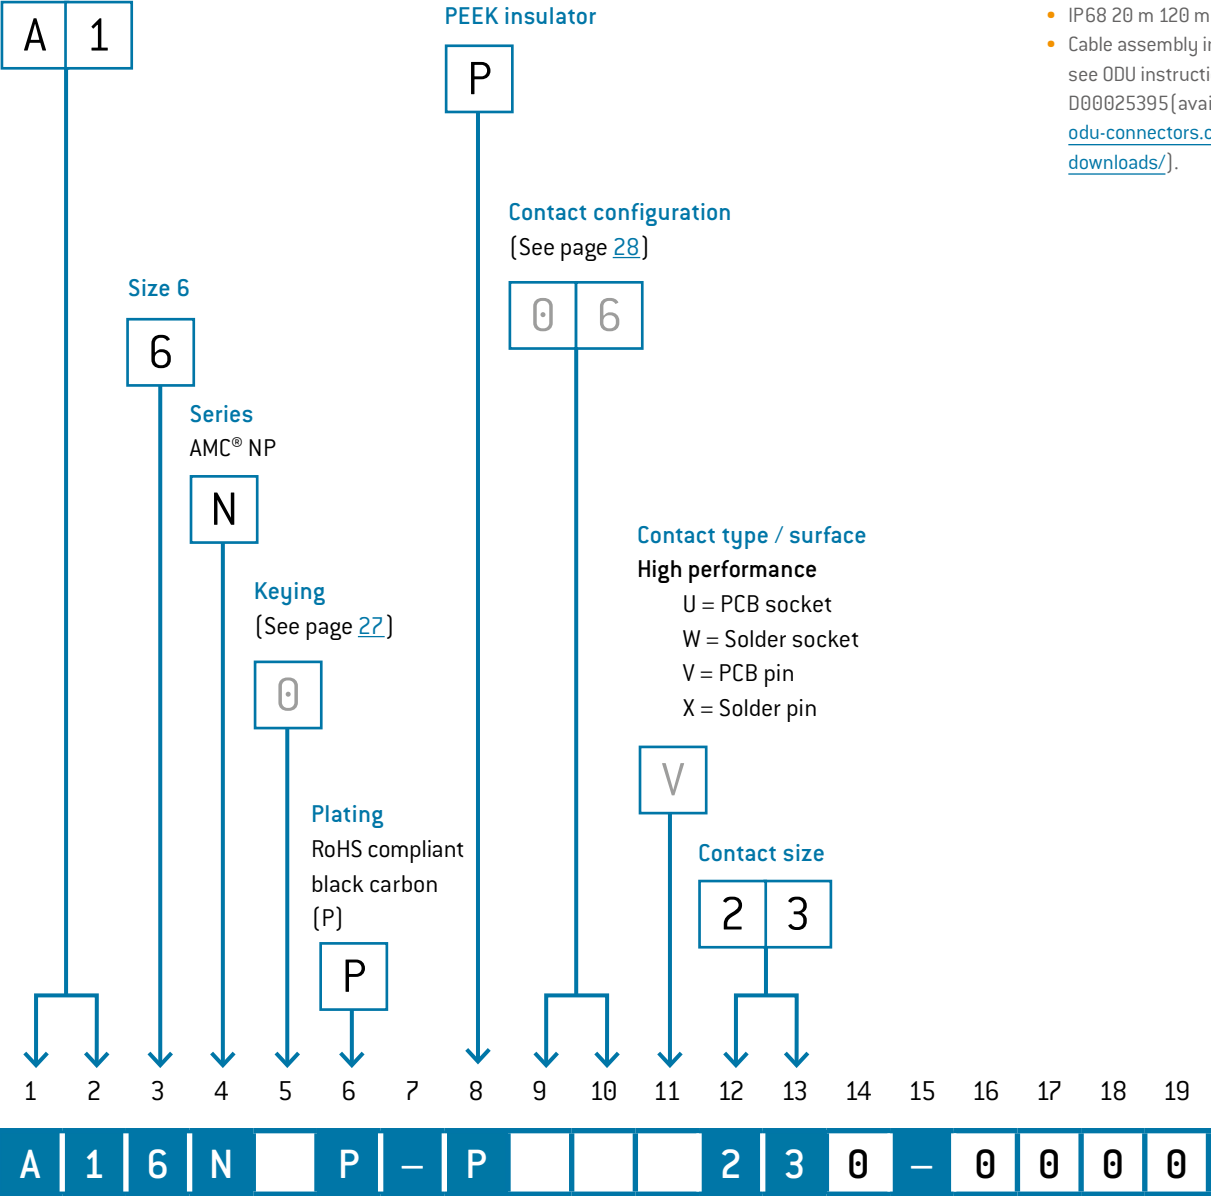 A 1
PEEK insulator
P
• IP68 20 m 120 m
• Cable assembly
see ODU
D00025395
odu-connectors.
downloads/).
Contact configuration
(See page 28)
0 6
Size 6
6
Series
AMC® NP
N
Contact type / surface
High performance
U = PCB socket
W = Solder socket
V = PCB pin
X = Solder pin
V
Keying
(See page 27)
0
Plating
RoHS compliant
black carbon
(P)
P
Contact size
2 3
1 2 3 4 5 6 7 8 9 10 11 12 13 14 15 16 17 18 19
A 1 6 N P – P 2 3 0 – 0 0 0 0